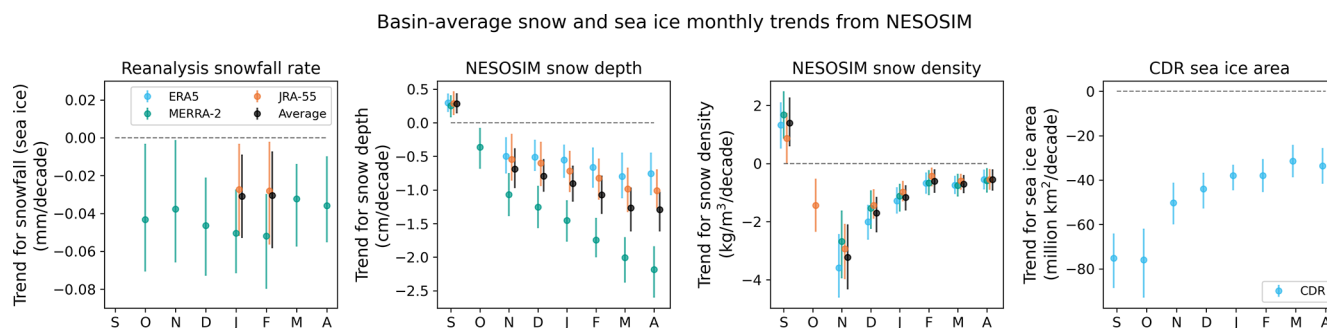 Basin-average snow and sea ice monthly trends from NESOSIM
Reanalysis snowfall rate
Trend for snowfall (sea ice)
(mm/decade)
0.02
0.00
−0.02
−0.04
−0.06
−0.08
ERA5
MERRA-2
JRA-55
Average
S O N D J F M A
NESOSIM snow depth
Trend for snow depth
(cm/decade)
0.5
0.0
−0.5
−1.0
−1.5
−2.0
−2.5
S O N D J F M A
NESOSIM snow density
Trend for snow density
(kg/m³/decade)
2
0
−2
−4
S O N D J F M A
CDR sea ice area
Trend for sea ice area
(million km²/decade)
0
−20
−40
−60
−80
CDR
S O N D J F M A